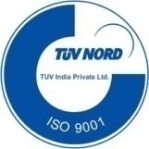 TÜV NORD
TUV India Private Ltd.
ISO 9001